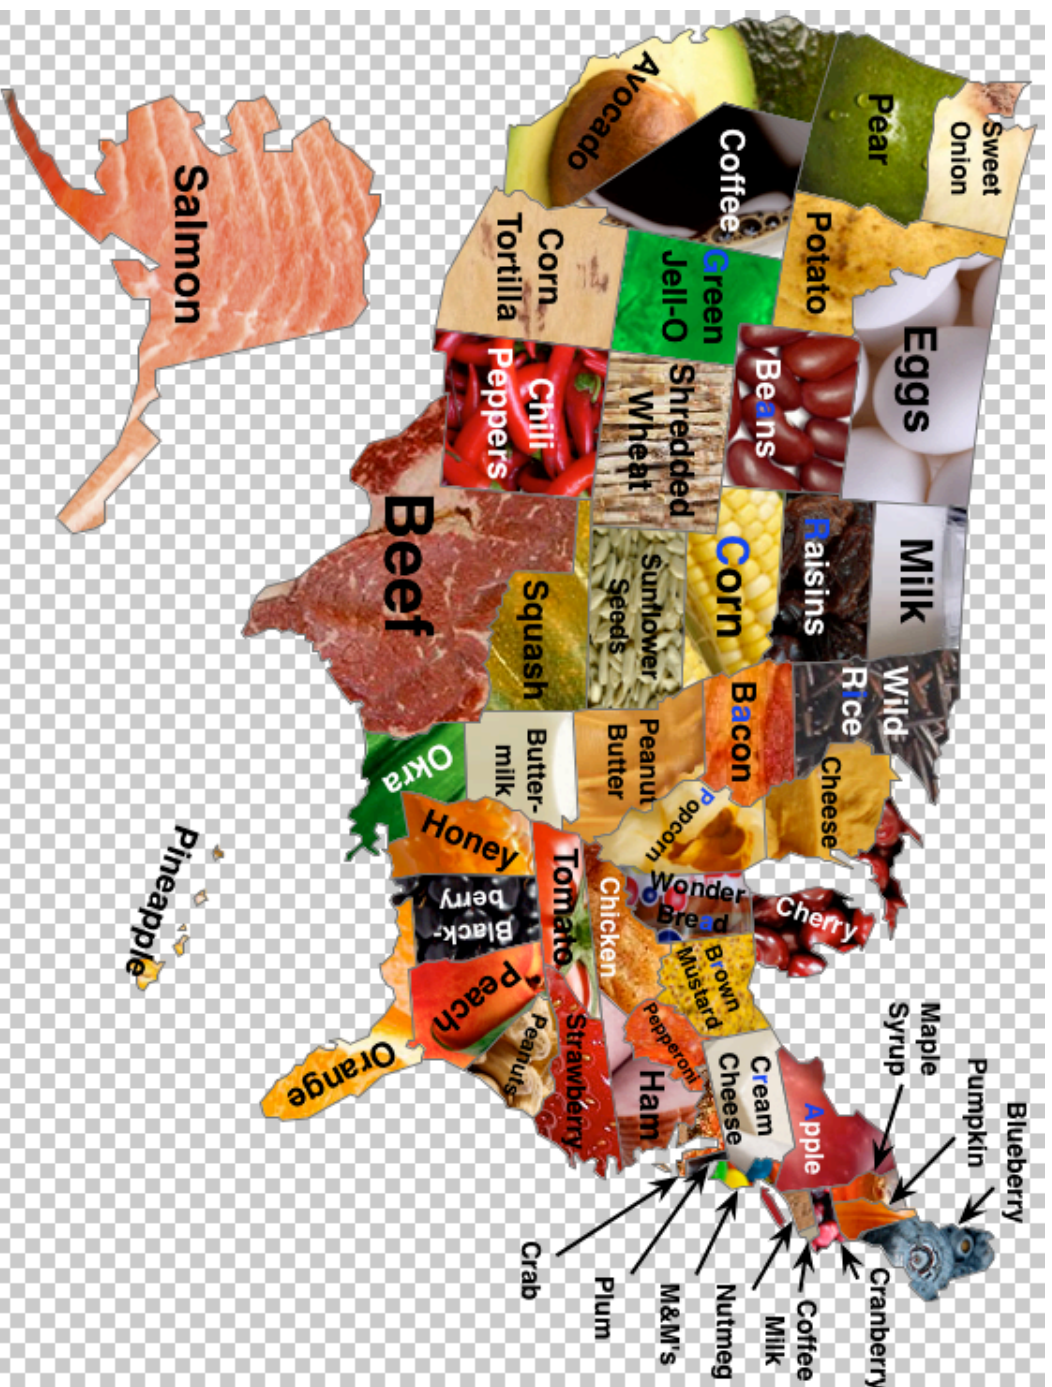 Sweet
Onion
Pear
Avocado
Coffee
Potato
Eggs
Green
Jell-O
Corn
Tortilla
Beans
Shredded
Wheat
Chili
Peppers
Salmon
Milk
Raisins
Corn
Sunflower
Seeds
Squash
Beef
Wild
Rice
Bacon
Peanut
Butter
Butter-
milk
Okra
Cheese
Popcorn
Honey
Cherry
Wonder
Bread
Chicken
Tomato
Black-
berry
Pineapple
Brown
Mustard
Pepperoni
Peach
Peanuts
Strawberry
Ham
Orange
Cream
Cheese
Apple
Maple
Syrup
Pumpkin
Blueberry
Cranberry
Coffee
Milk
Nutmeg
M&M's
Plum
Crab